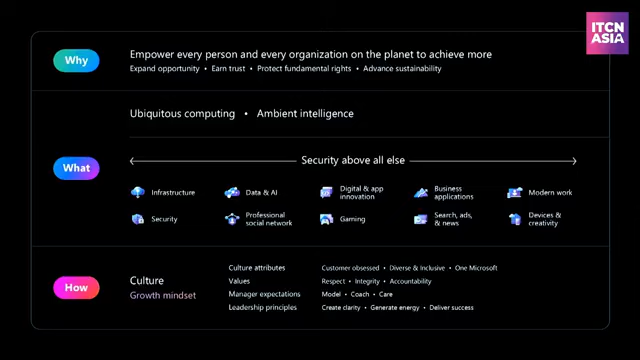 ITCN
ASIA
Why
Empower every person and every organization on the planet to achieve more
Expand opportunity • Earn trust • Protect fundamental rights • Advance sustainability
What
Ubiquitous computing • Ambient intelligence
Security above all else
Infrastructure
Data & AI
Digital & app
innovation
Business
applications
Modern work
Security
Professional
social network
Gaming
Search, ads,
& news
Devices &
creativity
How
Culture
Growth mindset
Culture attributes
Customer obsessed • Diverse & Inclusive • One Microsoft
Values
Respect • Integrity • Accountability
Manager expectations
Model • Coach • Care
Leadership principles
Create clarity • Generate energy • Deliver success